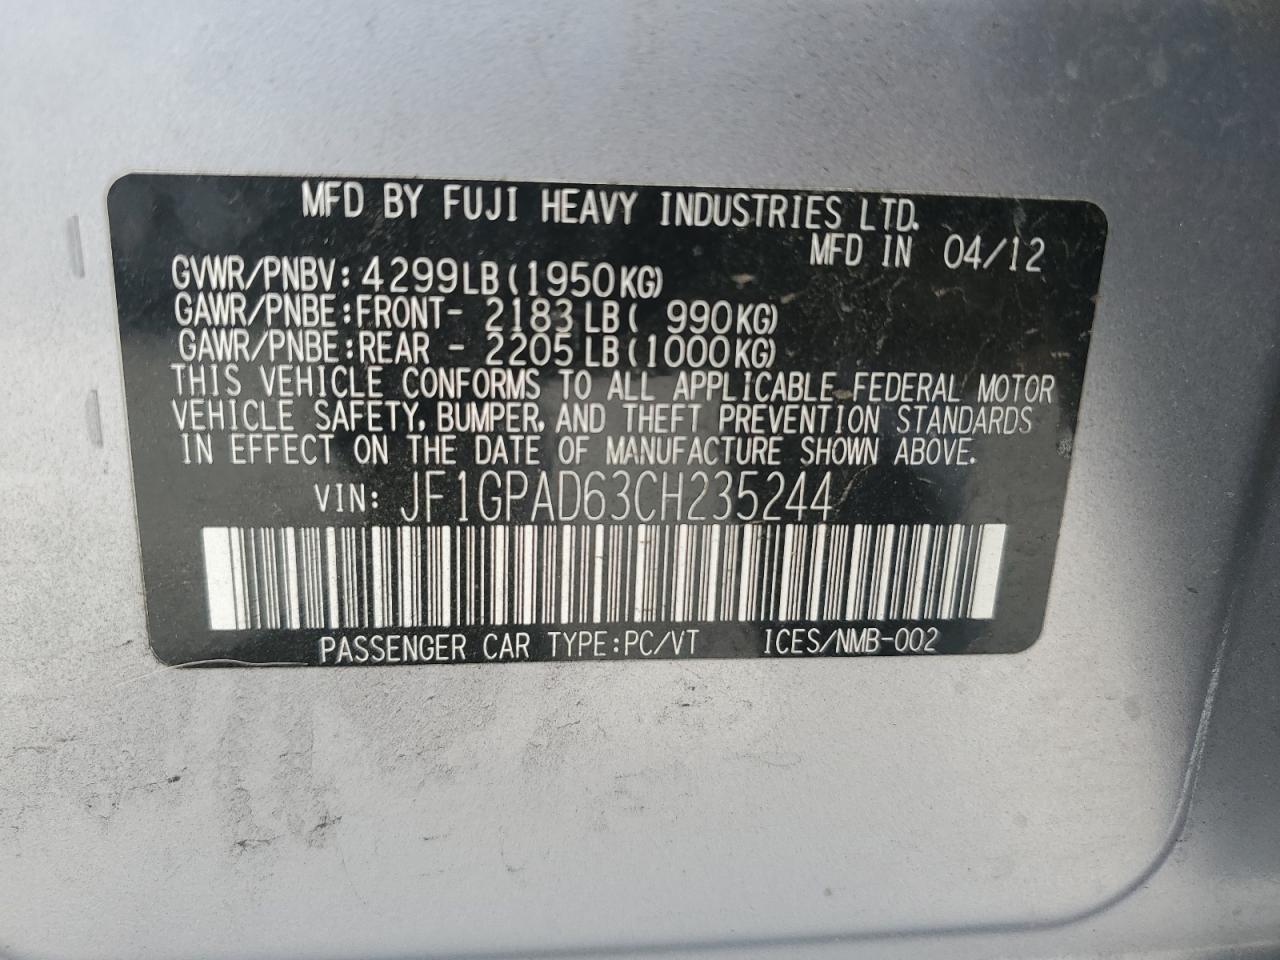 MFD BY FUJI HEAVY INDUSTRIES LTD.
MFD IN 04/12
GVWR/PNBV: 4299LB (1950KG)
GAWR/PNBE:FRONT- 2183LB( 990KG)
GAWR/PNBE:REAR - 2205LB(1000KG)
THIS VEHICLE CONFORMS TO ALL APPLICABLE FEDERAL MOTOR
VEHICLE SAFETY, BUMPER, AND THEFT PREVENTION STANDARDS
IN EFFECT ON THE DATE OF MANUFACTURE SHOWN ABOVE.
VIN: JF1GPAD63CH235244
PASSENGER CAR TYPE:PC/VT ICES/NMB-002